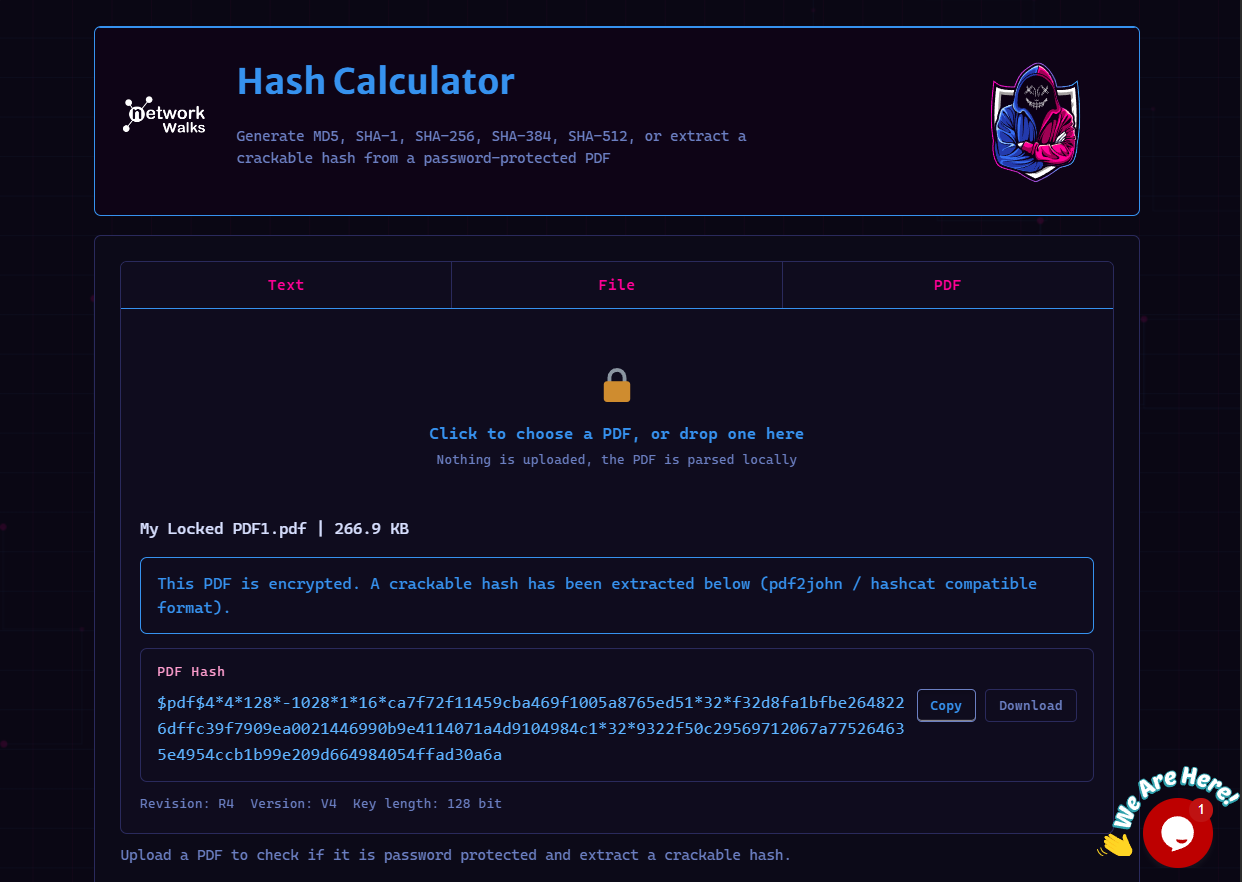 network
Walks
Hash Calculator
Generate MD5, SHA-1, SHA-256, SHA-384, SHA-512, or extract a
crackable hash from a password-protected PDF
Text
File
PDF
Click to choose a PDF, or drop one here
Nothing is uploaded, the PDF is parsed locally
My Locked PDF1.pdf | 266.9 KB
This PDF is encrypted. A crackable hash has been extracted below (pdf2john / hashcat compatible
format).
PDF Hash
$pdf$4*4*128*-1028*1*16*ca7f72f11459cba469f1005a8765ed51*32*f32d8fa1bfbe264822
6dffc39f7909ea0021446990b9e4114071a4d9104984c1*32*9322f50c29569712067a77526463
5e4954ccb1b99e209d664984054ffad30a6a
Copy
Download
Revision: R4 Version: V4 Key length: 128 bit
We Are Here!
1
Upload a PDF to check if it is password protected and extract a crackable hash.